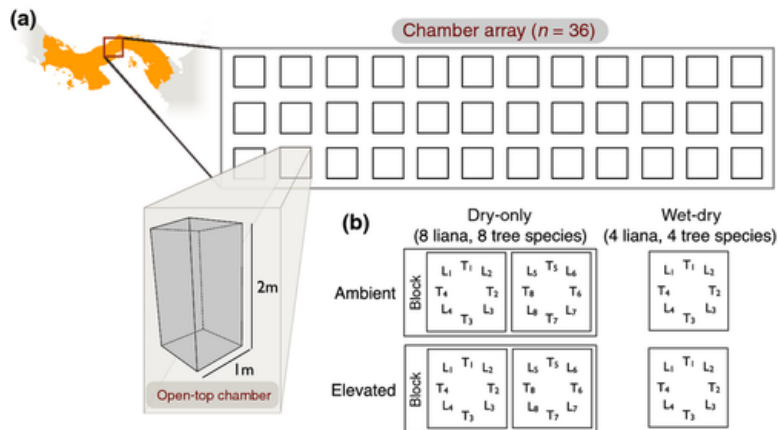 (a)
Chamber array (n = 36)
2m
1m
Open-top chamber
(b)
Dry-only
(8 liana, 8 tree species)
Wet-dry
(4 liana, 4 tree species)
Ambient
Block
L1 T1 L2
T4 T2
L4 T3 L3
L5 T5 L6
T8 T6
L8 T7 L7
L1 T1 L2
T4 T2
L4 T3 L3
Elevated
Block
L1 T1 L2
T4 T2
L4 T3 L3
L5 T5 L6
T8 T6
L8 T7 L7
L1 T1 L2
T4 T2
L4 T3 L3